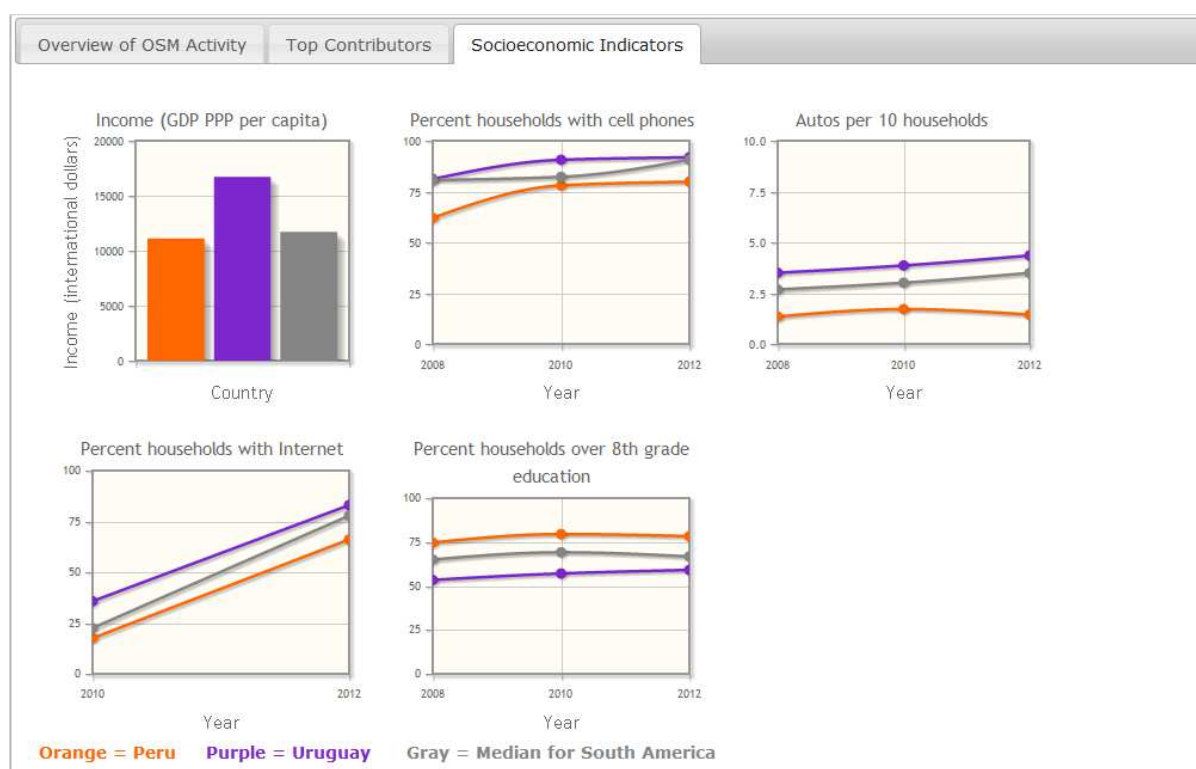 Overview of OSM Activity
Top Contributors
Socioeconomic Indicators
Income (GDP PPP per capita)
Income (international dollars)
20000
15000
10000
5000
0
Country
Percent households with cell phones
100
75
50
25
0
2008 2010 2012
Year
Autos per 10 households
10.0
7.5
5.0
2.5
0.0
2008 2010 2012
Year
Percent households with Internet
100
75
50
25
0
2010 2012
Year
Percent households over 8th grade
education
100
75
50
25
0
2008 2010 2012
Year
Orange = Peru Purple = Uruguay Gray = Median for South America